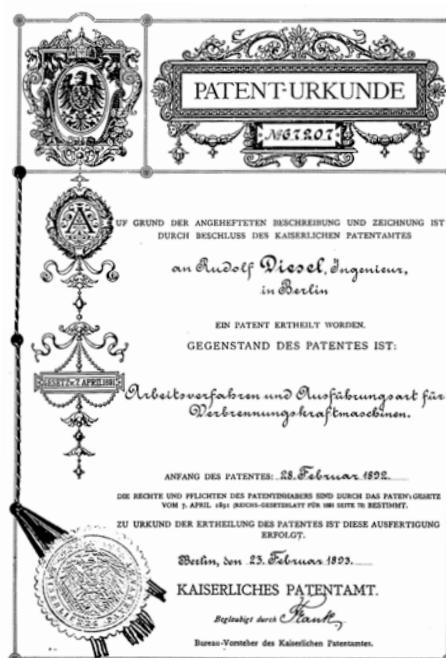 PATENT-URKUNDE
№ 67207
AUF GRUND DER ANGEHEFTETEN BESCHREIBUNG UND ZEICHNUNG IST
DURCH BESCHLUSS DES KAISERLICHEN PATENTAMTES
an Rudolf Diesel, Ingenieur,
in Berlin
EIN PATENT ERTHEILT WORDEN.
GEGENSTAND DES PATENTES IST:
GESETZ v. 7. APRIL 1891
Arbeitsverfahren und Ausführungsart für
Verbrennungskraftmaschinen.
ANFANG DES PATENTES: 28. Februar 1892.
DIE RECHTE UND PFLICHTEN DES PATENTINHABERS SIND DURCH DAS PATENT-GESETZ
VOM 7. APRIL 1891 (REICHS-GESETZBLATT FÜR 1891 SEITE 79) BESTIMMT.
ZU URKUND DER ERTHEILUNG DES PATENTES IST DIESE AUSFERTIGUNG
ERFOLGT.
Berlin, den 23. Februar 1893.
KAISERLICHES PATENTAMT.
Beglaubigt durch
Bureau-Vorsteher des Kaiserlichen Patentamtes.